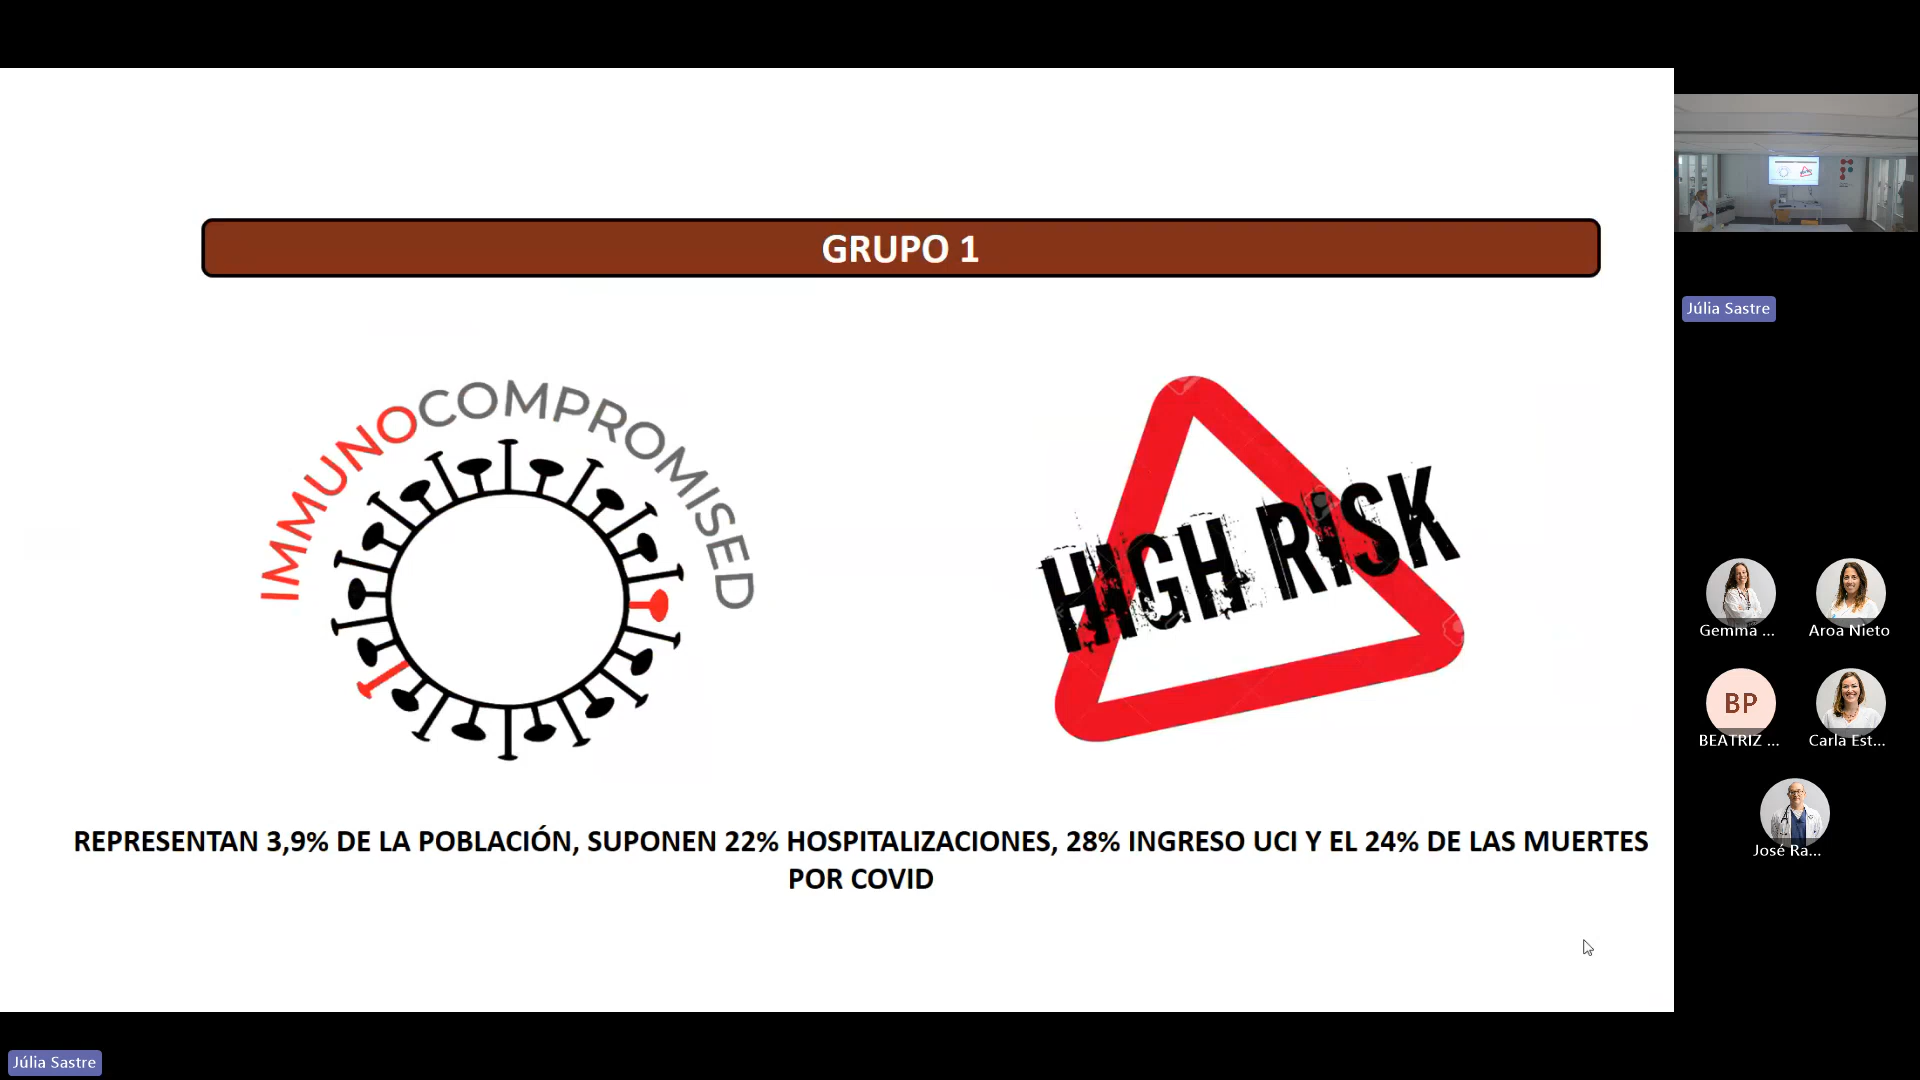 GRUPO 1
IMMUNOCOMPROMISED
HIGH RISK
REPRESENTAN 3,9% DE LA POBLACIÓN, SUPONEN 22% HOSPITALIZACIONES, 28% INGRESO UCI Y EL 24% DE LAS MUERTES
POR COVID
Júlia Sastre
Gemma ...
Aroa Nieto
BP
BEATRIZ ...
Carla Est...
José Ra...
Júlia Sastre